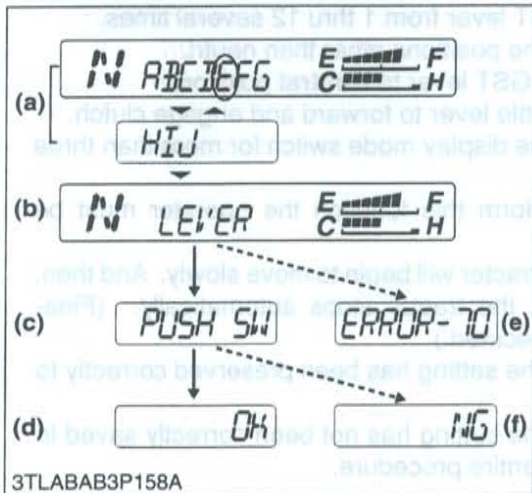 (a) N ABCDEFG E F
C H
HIJ
(b) N LEVER E F
C H
(c) PUSH SW ERROR-70 (e)
(d) OK NG (f)
3TLABAB3P158A